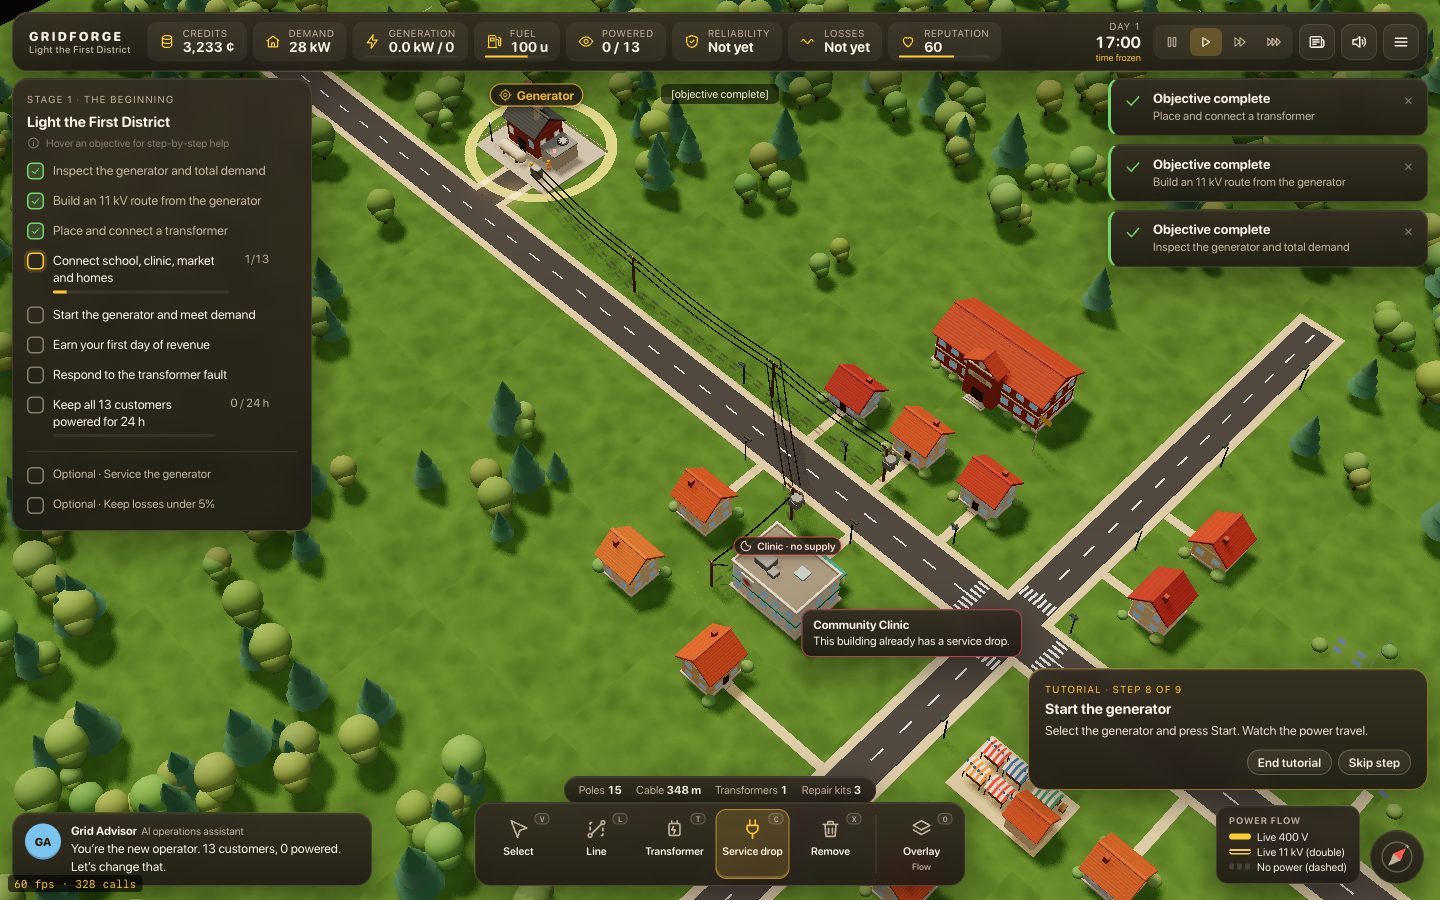 GRIDFORGE
Light the First District
CREDITS
3,233 ¢
DEMAND
28 kW
GENERATION
0.0 kW / 0
FUEL
100 u
POWERED
0 / 13
RELIABILITY
Not yet
LOSSES
Not yet
REPUTATION
60
DAY 1
17:00
time frozen
STAGE 1 · THE BEGINNING
Light the First District
Hover an objective for step-by-step help
Inspect the generator and total demand
Build an 11 kV route from the generator
Place and connect a transformer
Connect school, clinic, market
and homes
1/13
Start the generator and meet demand
Earn your first day of revenue
Respond to the transformer fault
Keep all 13 customers
powered for 24 h
0 / 24 h
Optional · Service the generator
Optional · Keep losses under 5%
Generator
[objective complete]
Objective complete
Place and connect a transformer
Objective complete
Build an 11 kV route from the generator
Objective complete
Inspect the generator and total demand
Clinic · no supply
Community Clinic
This building already has a service drop.
TUTORIAL · STEP 8 OF 9
Start the generator
Select the generator and press Start. Watch the power travel.
End tutorial
Skip step
Poles 15 Cable 348 m Transformers 1 Repair kits 3
V
Select
L
Line
T
Transformer
C
Service drop
X
Remove
O
Overlay
Flow
GA
Grid Advisor AI operations assistant
You're the new operator. 13 customers, 0 powered.
Let's change that.
60 fps · 328 calls
POWER FLOW
Live 400 V
Live 11 kV (double)
No power (dashed)